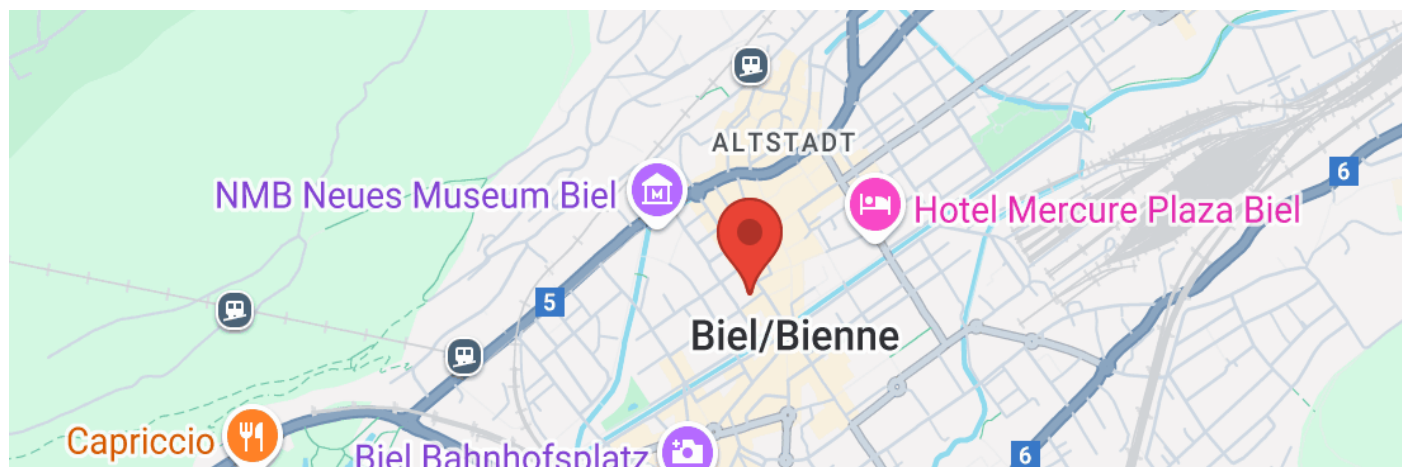 ALTSTADT
NMB Neues Museum Biel
Hotel Mercure Plaza Biel
6
5
Biel/Bienne
Capriccio
Biel Bahnhofsplatz
6